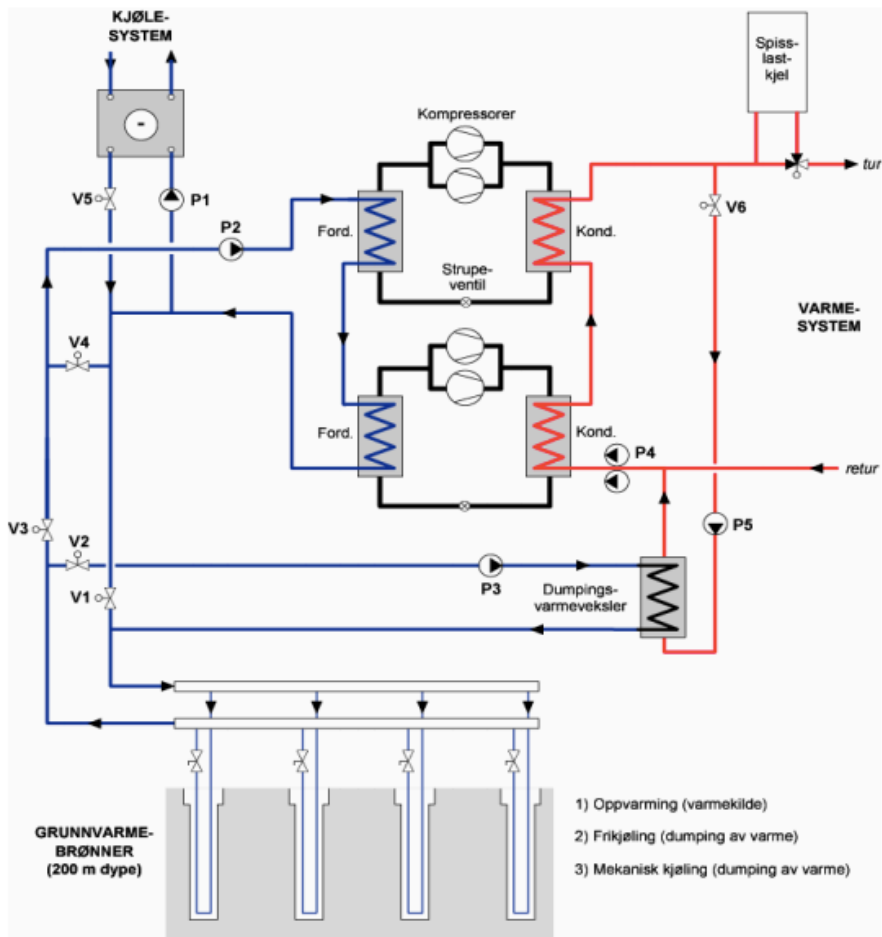 KJØLE-
SYSTEM
Spiss-
last-
kjel
Kompressorer
-
V5
P1
tur
V6
P2
Ford.
Kond.
Strupe-
ventil
VARME-
SYSTEM
V4
Ford.
Kond.
P4
retur
V3
V2
P5
P3
Dumpings-
varmeveksler
V1
1) Oppvarming (varmekilde)
2) Frikjøling (dumping av varme)
3) Mekanisk kjøling (dumping av varme)
GRUNNVARME-
BRØNNER
(200 m dype)